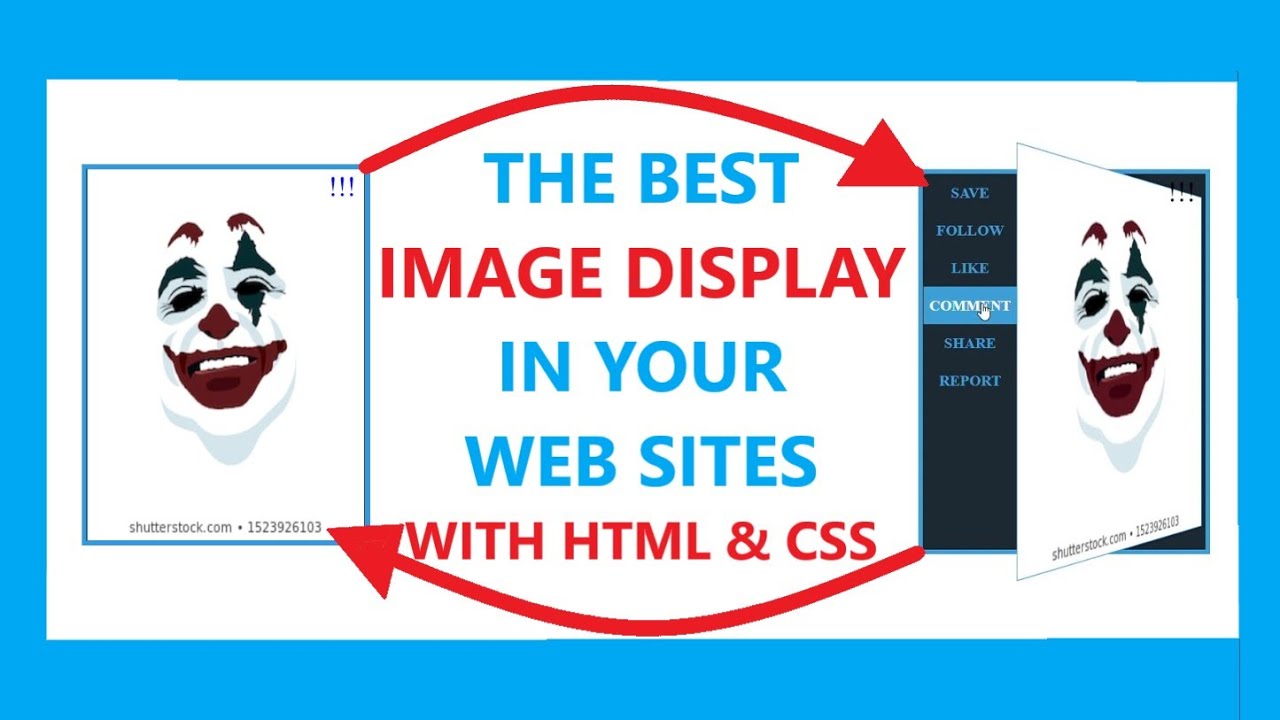 !!!
shutterstock.com • 1523926103
THE BEST
IMAGE DISPLAY
IN YOUR
WEB SITES
WITH HTML & CSS
!!!
SAVE
FOLLOW
LIKE
COMMENT
SHARE
REPORT
shutterstock.com • 1523926103